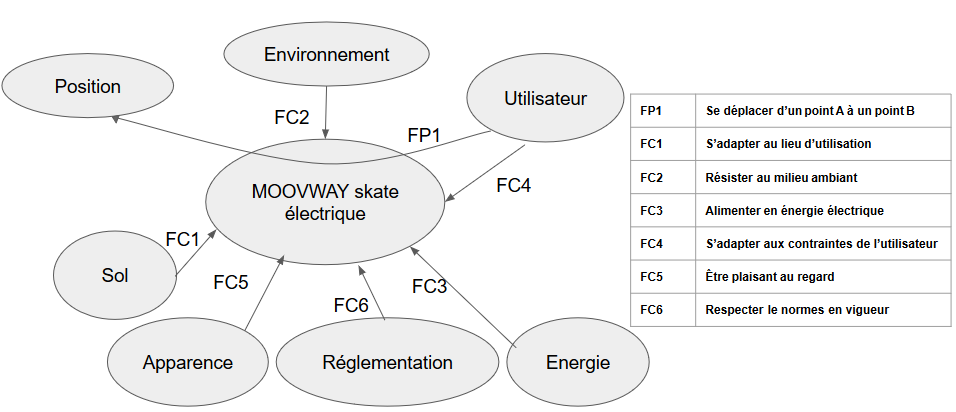 Environnement
Position
Utilisateur
FC2
FP1
MOOVWAY skate
électrique
FC4
FC1
Sol
FC5
FC3
FC6
Apparence
Réglementation
Energie
FP1 Se déplacer d’un point A à un point B
FC1 S’adapter au lieu d’utilisation
FC2 Résister au milieu ambiant
FC3 Alimenter en énergie électrique
FC4 S’adapter aux contraintes de l’utilisateur
FC5 Être plaisant au regard
FC6 Respecter le normes en vigueur